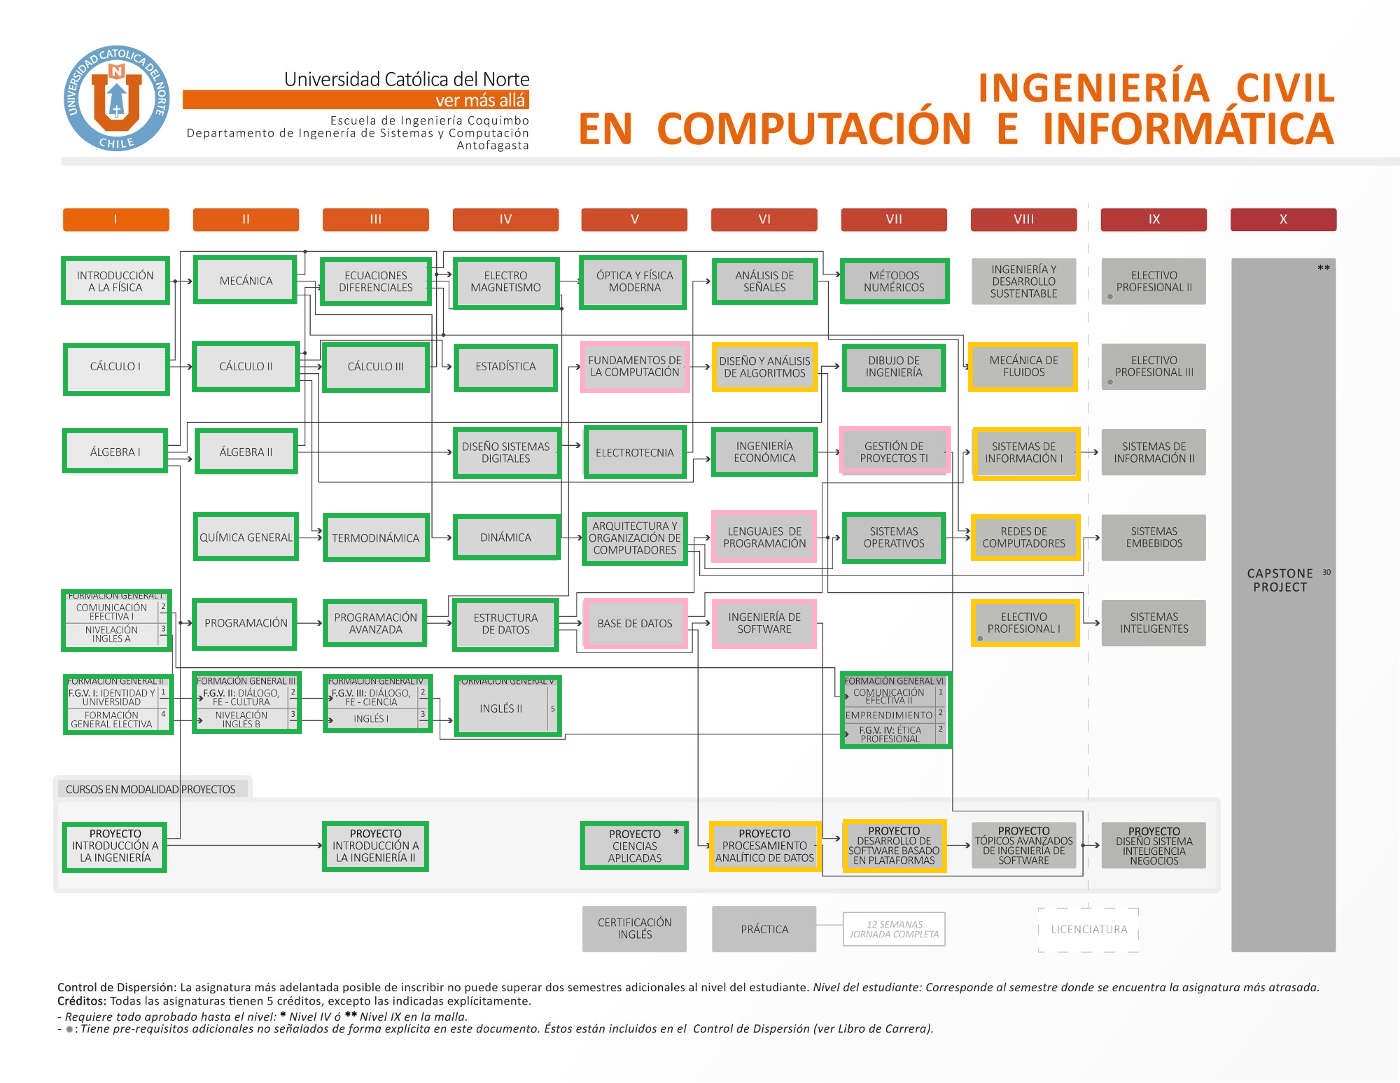 UNIVERSIDAD CATOLICA DEL NORTE
N
CHILE
Universidad Católica del Norte
ver más allá
Escuela de Ingeniería Coquimbo
Departamento de Ingenería de Sistemas y Computación
Antofagasta
INGENIERÍA CIVIL
EN COMPUTACIÓN E INFORMÁTICA
I II III IV V VI VII VIII IX X
INTRODUCCIÓN
A LA FÍSICA
MECÁNICA
ECUACIONES
DIFERENCIALES
ELECTRO
MAGNETISMO
ÓPTICA Y FÍSICA
MODERNA
ANÁLISIS DE
SEÑALES
MÉTODOS
NUMÉRICOS
INGENIERÍA Y
DESARROLLO
SUSTENTABLE
ELECTIVO
PROFESIONAL II
**
CÁLCULO I
CÁLCULO II
CÁLCULO III
ESTADÍSTICA
FUNDAMENTOS DE
LA COMPUTACIÓN
DISEÑO Y ANÁLISIS
DE ALGORITMOS
DIBUJO DE
INGENIERÍA
MECÁNICA DE
FLUIDOS
ELECTIVO
PROFESIONAL III
ÁLGEBRA I
ÁLGEBRA II
DISEÑO SISTEMAS
DIGITALES
ELECTROTECNIA
INGENIERÍA
ECONÓMICA
GESTIÓN DE
PROYECTOS TI
SISTEMAS DE
INFORMACIÓN I
SISTEMAS DE
INFORMACIÓN II
QUÍMICA GENERAL
TERMODINÁMICA
DINÁMICA
ARQUITECTURA Y
ORGANIZACIÓN DE
COMPUTADORES
LENGUAJES DE
PROGRAMACIÓN
SISTEMAS
OPERATIVOS
REDES DE
COMPUTADORES
SISTEMAS
EMBEBIDOS
CAPSTONE
PROJECT
30
FORMACIÓN GENERAL I
COMUNICACIÓN
EFECTIVA I
2
NIVELACIÓN
INGLÉS A
3
PROGRAMACIÓN
PROGRAMACIÓN
AVANZADA
ESTRUCTURA
DE DATOS
BASE DE DATOS
INGENIERÍA DE
SOFTWARE
ELECTIVO
PROFESIONAL I
SISTEMAS
INTELIGENTES
FORMACIÓN GENERAL II
F.G.V. I: IDENTIDAD Y
UNIVERSIDAD
1
FORMACIÓN
GENERAL ELECTIVA
4
FORMACIÓN GENERAL III
F.G.V. II: DIÁLOGO,
FE - CULTURA
2
NIVELACIÓN
INGLÉS B
3
FORMACIÓN GENERAL IV
F.G.V. III: DIÁLOGO,
FE - CIENCIA
2
INGLÉS I
3
FORMACIÓN GENERAL V
INGLÉS II
5
FORMACIÓN GENERAL VI
COMUNICACIÓN
EFECTIVA II
1
EMPRENDIMIENTO
2
F.G.V. IV: ÉTICA
PROFESIONAL
2
CURSOS EN MODALIDAD PROYECTOS
PROYECTO
INTRODUCCIÓN A
LA INGENIERÍA
PROYECTO
INTRODUCCIÓN A
LA INGENIERÍA II
PROYECTO *
CIENCIAS
APLICADAS
PROYECTO
PROCESAMIENTO
ANALÍTICO DE DATOS
PROYECTO
DESARROLLO DE
SOFTWARE BASADO
EN PLATAFORMAS
PROYECTO
TÓPICOS AVANZADOS
DE INGENIERÍA DE
SOFTWARE
PROYECTO
DISEÑO SISTEMA
INTELIGENCIA
NEGOCIOS
CERTIFICACIÓN
INGLÉS
PRÁCTICA
12 SEMANAS
JORNADA COMPLETA
LICENCIATURA
Control de Dispersión: La asignatura más adelantada posible de inscribir no puede superar dos semestres adicionales al nivel del estudiante. Nivel del estudiante: Corresponde al semestre donde se encuentra la asignatura más atrasada.
Créditos: Todas las asignaturas tienen 5 créditos, excepto las indicadas explícitamente.
- Requiere todo aprobado hasta el nivel: * Nivel IV ó ** Nivel IX en la malla.
- ●: Tiene pre-requisitos adicionales no señalados de forma explícita en este documento. Éstos están incluidos en el Control de Dispersión (ver Libro de Carrera).